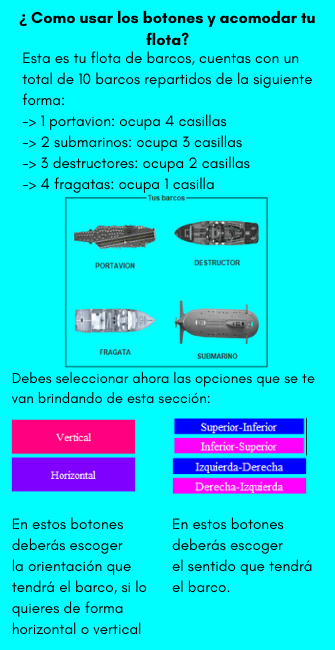 ¿ Como usar los botones y acomodar tu
flota?
Esta es tu flota de barcos, cuentas con un
total de 10 barcos repartidos de la siguiente
forma:
-> 1 portavion: ocupa 4 casillas
-> 2 submarinos: ocupa 3 casillas
-> 3 destructores: ocupa 2 casillas
-> 4 fragatas: ocupa 1 casilla
Tus barcos
PORTAVION
DESTRUCTOR
FRAGATA
SUBMARINO
Debes seleccionar ahora las opciones que se te
van brindando de esta sección:
Vertical
Horizontal
Superior-Inferior
Inferior-Superior
Izquierda-Derecha
Derecha-Izquierda
En estos botones
deberás escoger
la orientación que
tendrá el barco, si lo
quieres de forma
horizontal o vertical
En estos botones
deberás escoger
el sentido que tendrá
el barco.